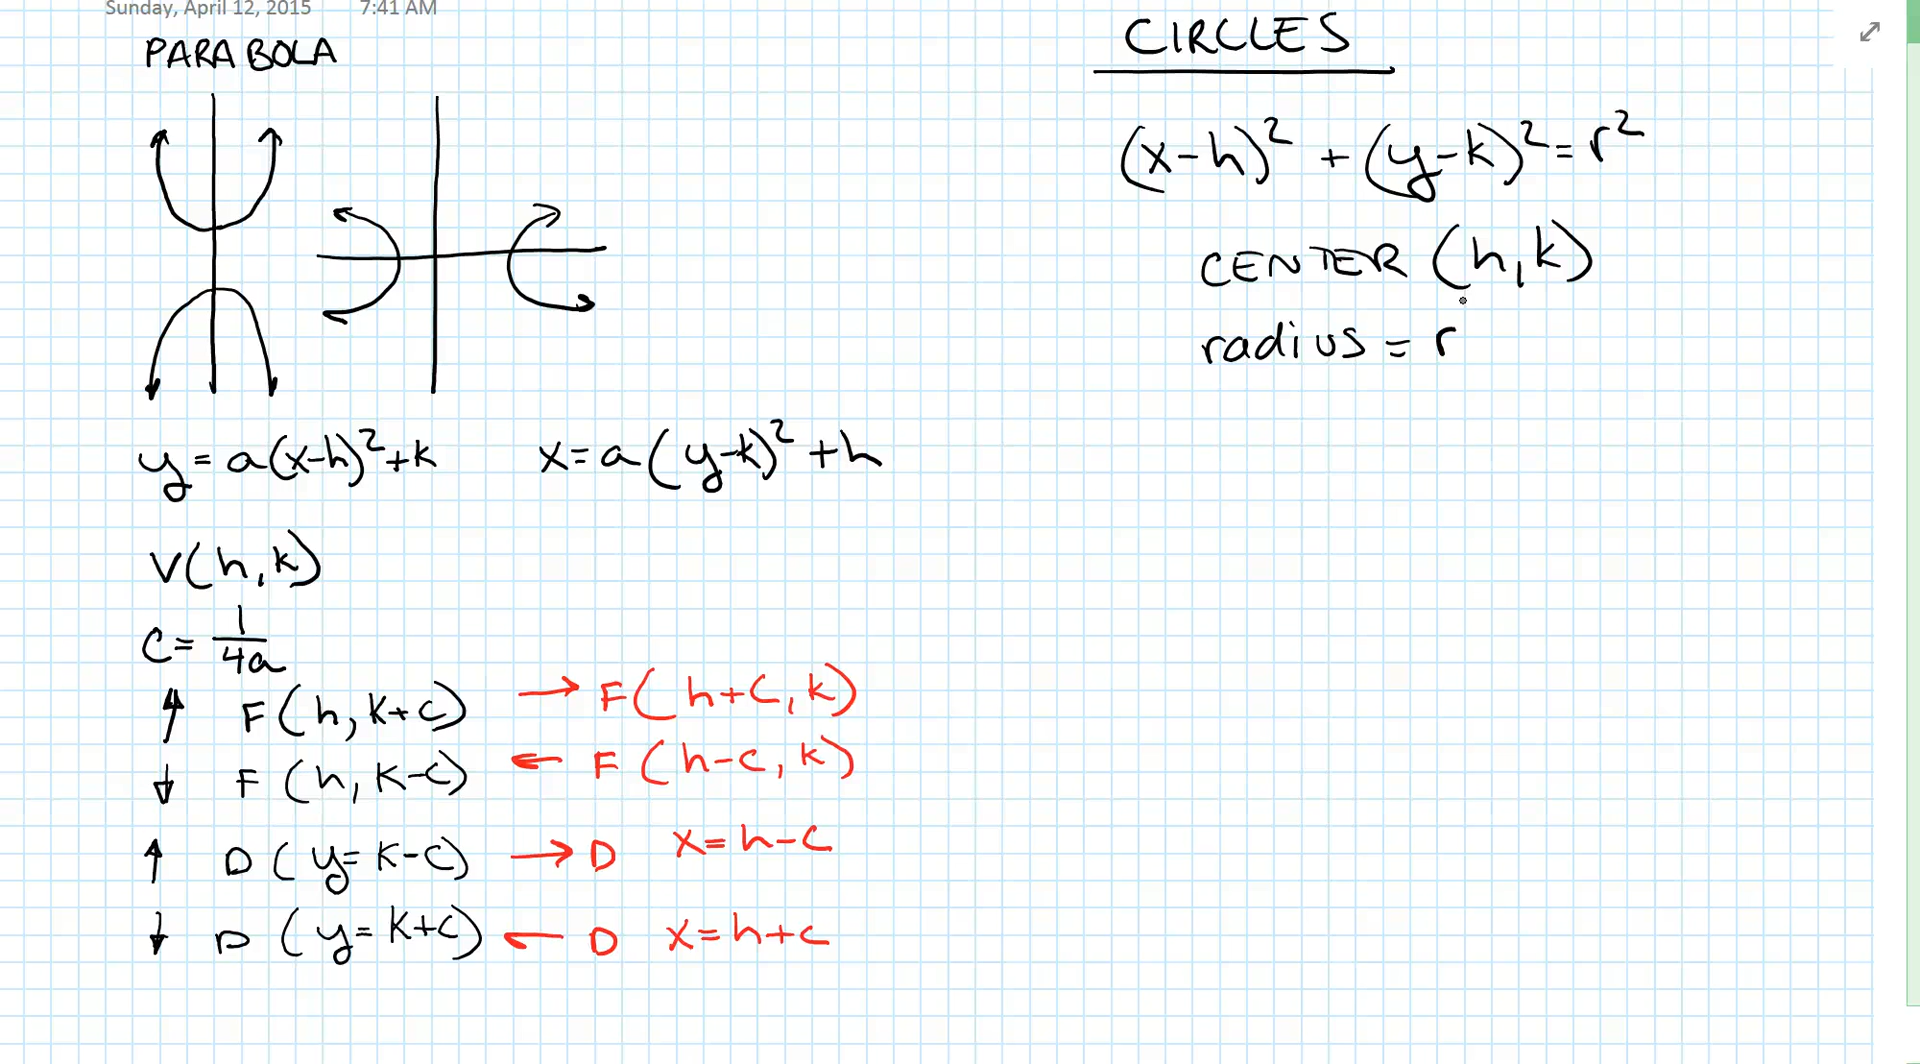 Sunday, April 12, 2015 7:41 AM
PARABOLA
y = a(x-h)²+k x = a(y-k)²+h
V(h,k)
c = 1/4a
↑ F(h, k+c) → F(h+c, k)
↓ F(h, k-c) ← F(h-c, k)
↑ D (y= k-c) → D x=h-c
↓ D (y= k+c) ← D x=h+c
CIRCLES
(x-h)² + (y-k)² = r²
CENTER (h,k)
radius = r